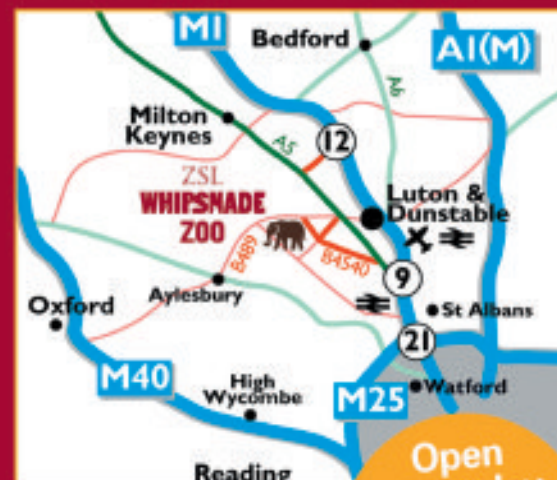 M1
Bedford
A1(M)
A6
Milton
Keynes
A5
12
ZSL
WHIPSNADE
ZOO
Luton &
Dunstable
B489
B4540
9
Aylesbury
Oxford
St Albans
21
M40
High
Wycombe
M25
Watford
Reading
Open